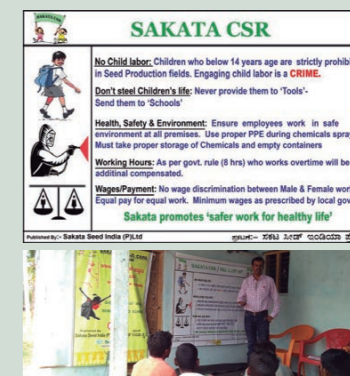 SAKATA CSR
No Child labor: Children who below 14 years age are strictly prohibi
in Seed Production fields. Engaging child labor is a CRIME.
Don't steel Children's life: Never provide them to 'Tools'-
Send them to 'Schools'
Health, Safety & Environment: Ensure employees work in safe
environment at all premises. Use proper PPE during chemicals spray
Must take proper storage of Chemicals and empty containers
Working Hours: As per govt. rule (8 hrs) who works overtime will be
additinal compensated.
Wages/Payment: No wage discrimination between Male & Female work
Equal pay for equal work. Minimum wages as prescribed by local gov
Sakata promotes 'safer work for healthy life'
Published By:- Sakata Seed India (P)Ltd
ಪ್ರಕಟಣೆ:- ಸಕಟ ಸೀಡ್ ಇಂಡಿಯಾ